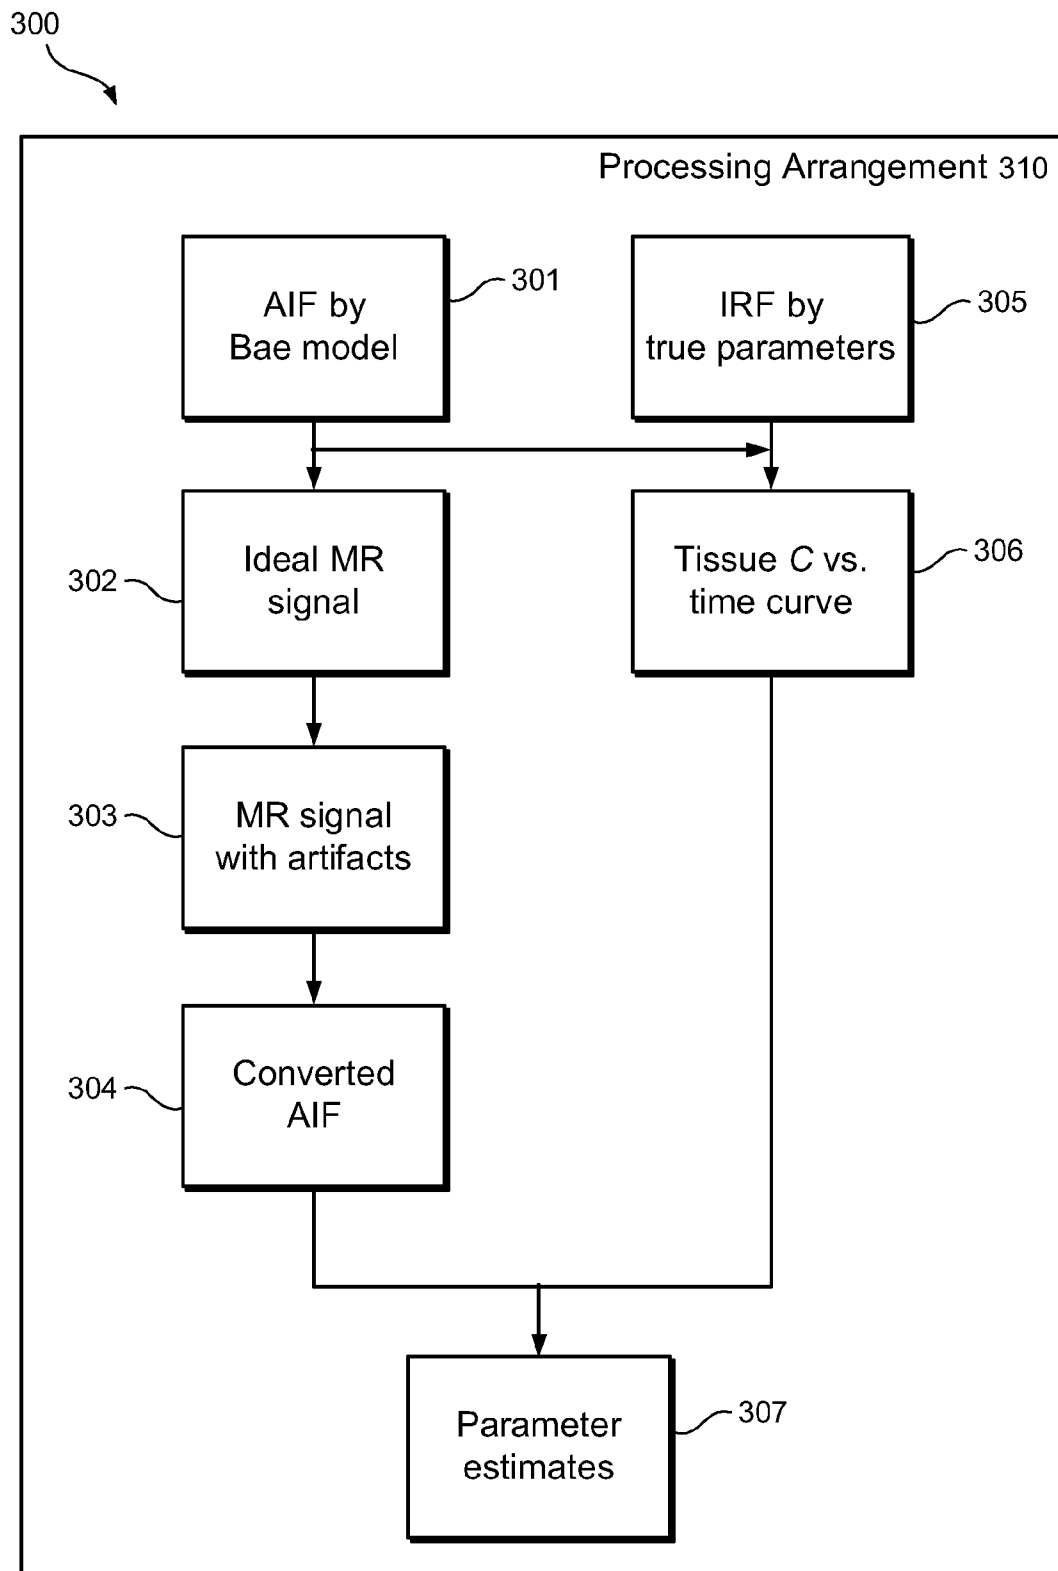 300
Processing Arrangement 310
AIF by
Bae model
301
IRF by
true parameters
305
302
Ideal MR
signal
Tissue C vs.
time curve
306
303
MR signal
with artifacts
304
Converted
AIF
Parameter
estimates
307